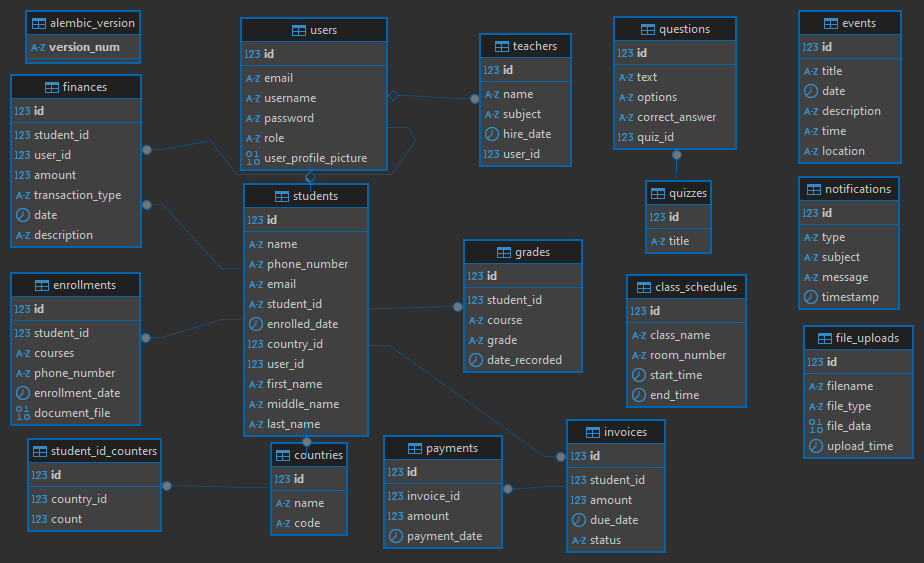 alembic_version
A-Z version_num
users
123 id
A-Z email
A-Z username
A-Z password
A-Z role
user_profile_picture
teachers
123 id
A-Z name
A-Z subject
hire_date
123 user_id
questions
123 id
A-Z text
A-Z options
A-Z correct_answer
123 quiz_id
events
123 id
A-Z title
date
A-Z description
A-Z time
A-Z location
finances
123 id
123 student_id
123 user_id
123 amount
A-Z transaction_type
date
A-Z description
students
123 id
A-Z name
A-Z phone_number
A-Z email
A-Z student_id
enrolled_date
123 country_id
123 user_id
A-Z first_name
A-Z middle_name
A-Z last_name
quizzes
123 id
A-Z title
notifications
123 id
A-Z type
A-Z subject
A-Z message
timestamp
enrollments
123 id
123 student_id
A-Z courses
A-Z phone_number
enrollment_date
document_file
grades
123 id
123 student_id
A-Z course
A-Z grade
date_recorded
class_schedules
123 id
A-Z class_name
A-Z room_number
start_time
end_time
file_uploads
123 id
A-Z filename
A-Z file_type
file_data
upload_time
student_id_counters
123 id
123 country_id
123 count
countries
123 id
A-Z name
A-Z code
payments
123 id
123 invoice_id
123 amount
payment_date
invoices
123 id
123 student_id
123 amount
due_date
A-Z status